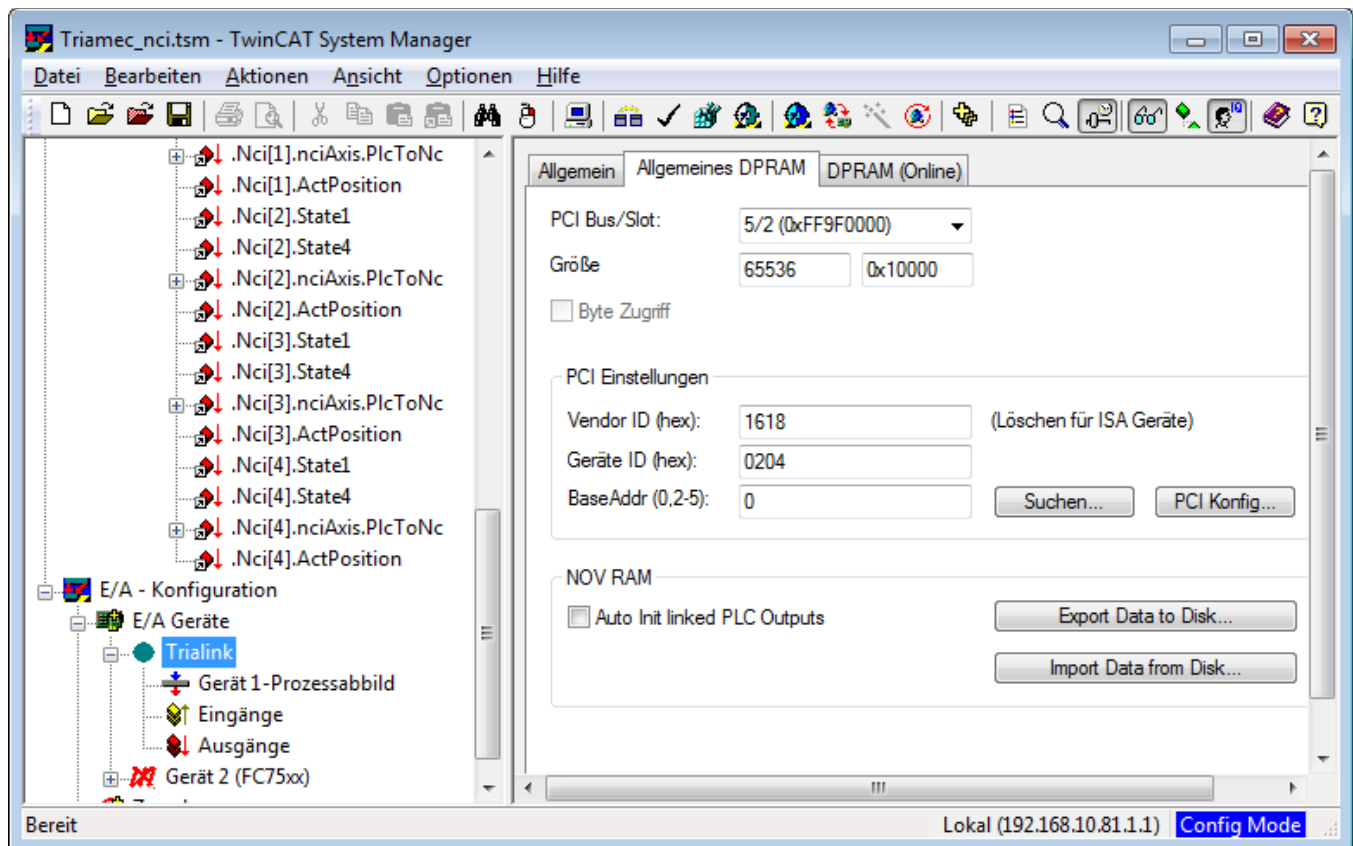 Triamec_nci.tsm - TwinCAT System Manager
Datei Bearbeiten Aktionen Ansicht Optionen Hilfe
.Nci[1].nciAxis.PlcToNc
.Nci[1].ActPosition
.Nci[2].State1
.Nci[2].State4
.Nci[2].nciAxis.PlcToNc
.Nci[2].ActPosition
.Nci[3].State1
.Nci[3].State4
.Nci[3].nciAxis.PlcToNc
.Nci[3].ActPosition
.Nci[4].State1
.Nci[4].State4
.Nci[4].nciAxis.PlcToNc
.Nci[4].ActPosition
E/A - Konfiguration
E/A Geräte
Trialink
Gerät 1-Prozessabbild
Eingänge
Ausgänge
Gerät 2 (FC75xx)
Allgemein Allgemeines DPRAM DPRAM (Online)
PCI Bus/Slot: 5/2 (0xFF9F0000)
Größe 65536 0x10000
Byte Zugriff
PCI Einstellungen
Vendor ID (hex): 1618 (Löschen für ISA Geräte)
Geräte ID (hex): 0204
BaseAddr (0,2-5): 0 Suchen... PCI Konfig...
NOV RAM
Auto Init linked PLC Outputs Export Data to Disk...
Import Data from Disk...
Bereit Lokal (192.168.10.81.1.1) Config Mode